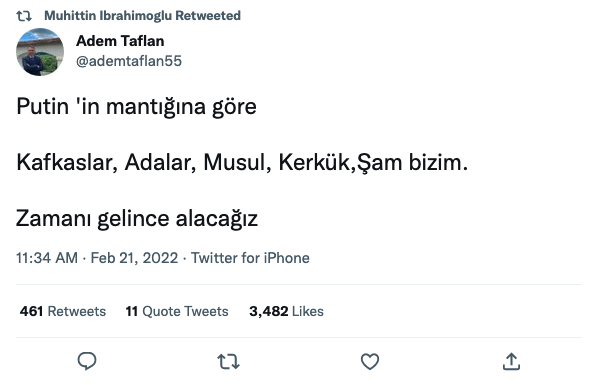 Muhittin Ibrahimoglu Retweeted
Adem Taflan
@ademtaflan55
Putin 'in mantığına göre
Kafkaslar, Adalar, Musul, Kerkük,Şam bizim.
Zamanı gelince alacağız
11:34 AM · Feb 21, 2022 · Twitter for iPhone
461 Retweets 11 Quote Tweets 3,482 Likes